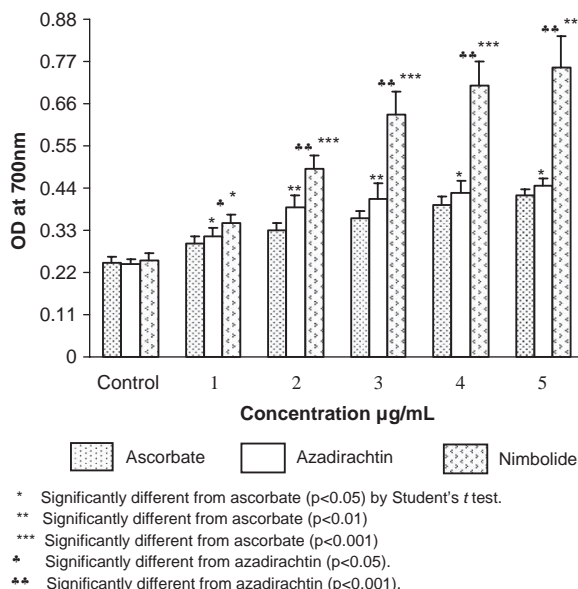 0.88
0.77
0.66
0.55
0.44
0.33
0.22
0.11
0
OD at 700nm
* ♣ *
** ♣♣ ***
** ♣♣ ***
* ♣♣ ***
* ♣♣ **
Control 1 2 3 4 5
Concentration µg/mL
Ascorbate Azadirachtin Nimbolide
* Significantly different from ascorbate (p<0.05) by Student's t test.
** Significantly different from ascorbate (p<0.01)
*** Significantly different from ascorbate (p<0.001)
♣ Significantly different from azadirachtin (p<0.05).
♣♣ Significantly different from azadirachtin (p<0.001).